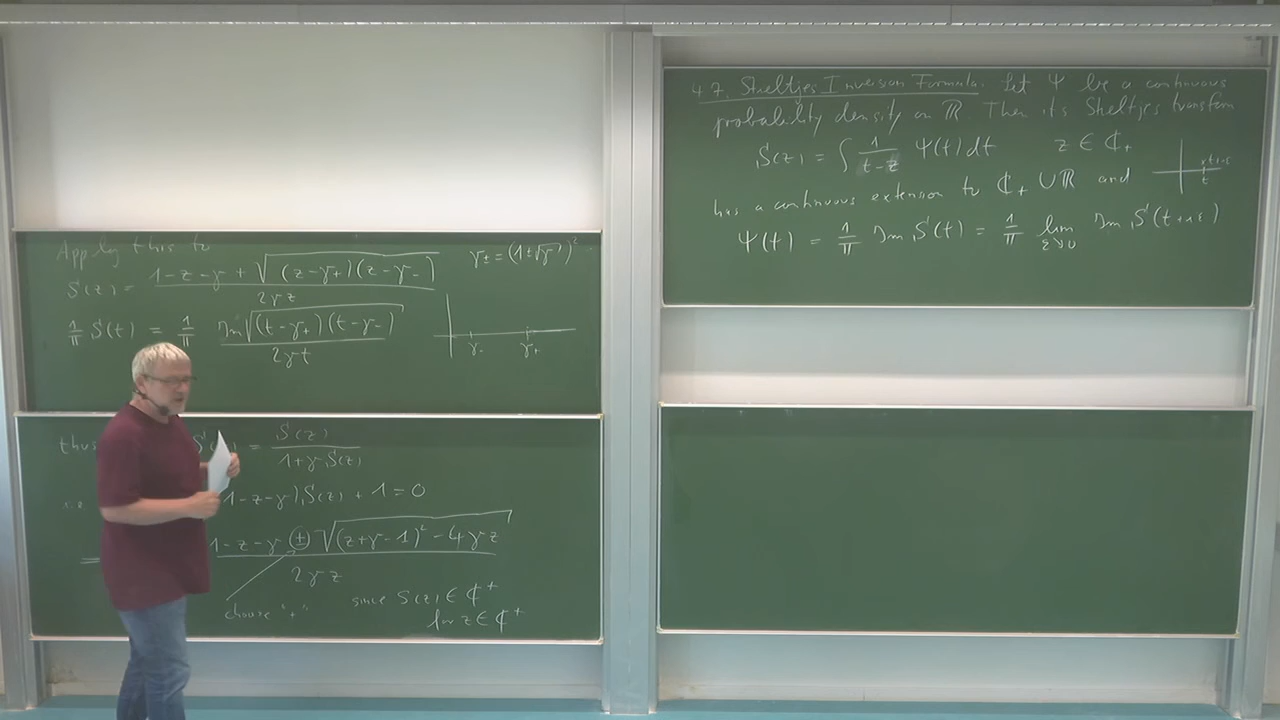 Apply this to
S(z) = (1-z-γ + √((z-γ₊)(z-γ₋))) / 2γz
γ± = (1±√γ)²
1/π S(t) = 1/π Im√((t-γ₊)(t-γ₋)) / 2γt
γ₋ γ₊
thus = S(z) / (1+γS(z))
1-z-γ)S(z) + 1 = 0
1-z-γ (±) √((z+γ-1)² - 4γz) / 2γz
choose "+" since S(z) ∈ ℂ⁺
for z ∈ ℂ⁺
4.7. Stieltjes Inversion Formula: Let Ψ be a continuous
probability density on ℝ. Then its Stieltjes transform
S(z) = ∫ 1/(t-z) Ψ(t)dt z ∈ ℂ₊
t
has a continuous extension to ℂ₊ ∪ ℝ and
Ψ(t) = 1/π Im S(t) = 1/π lim ε↘0 Im S(t+iε)